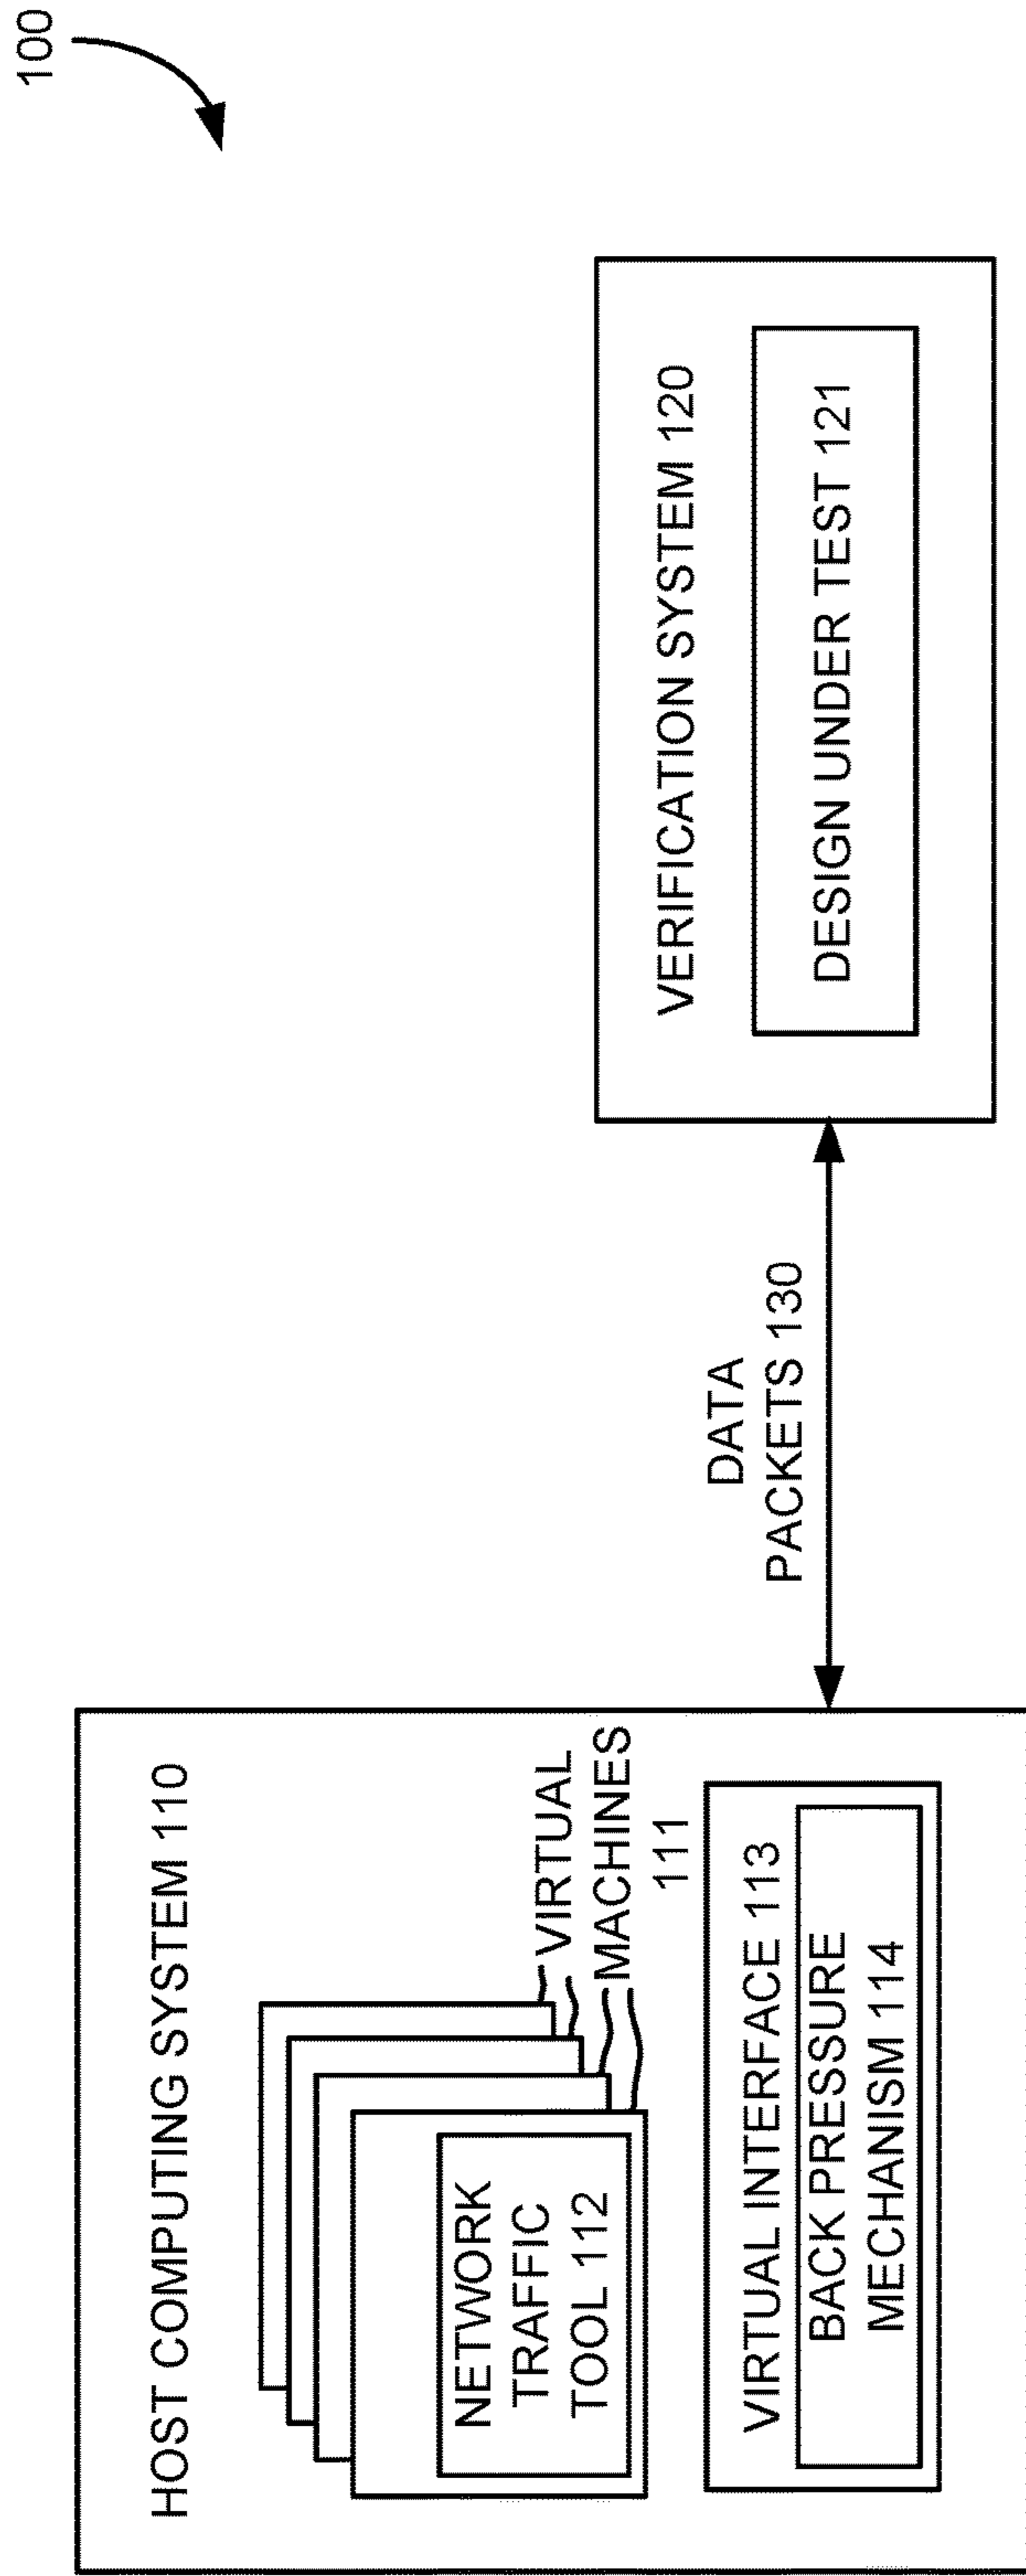 100
HOST COMPUTING SYSTEM 110
VIRTUAL
MACHINES
111
NETWORK
TRAFFIC
TOOL 112
VIRTUAL INTERFACE 113
BACK PRESSURE
MECHANISM 114
DATA
PACKETS 130
VERIFICATION SYSTEM 120
DESIGN UNDER TEST 121